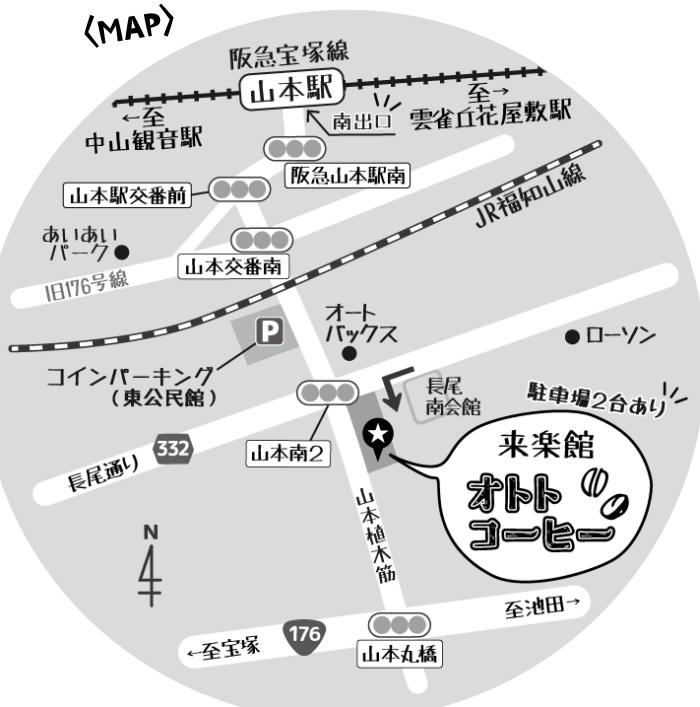 〈MAP〉
阪急宝塚線
山本駅
←至
中山観音駅
至→
雲雀丘花屋敷駅
南出口
阪急山本駅南
山本駅交番前
JR福知山線
あいあい
パーク
山本交番南
旧176号線
オート
バックス
P
ローソン
コインパーキング
(東公民館)
長尾
南会館
駐車場2台あり
来楽館
オトト
コーヒー
332
長尾通り
山本南2
山本植木筋
N
至池田→
176
←至宝塚
山本丸橋